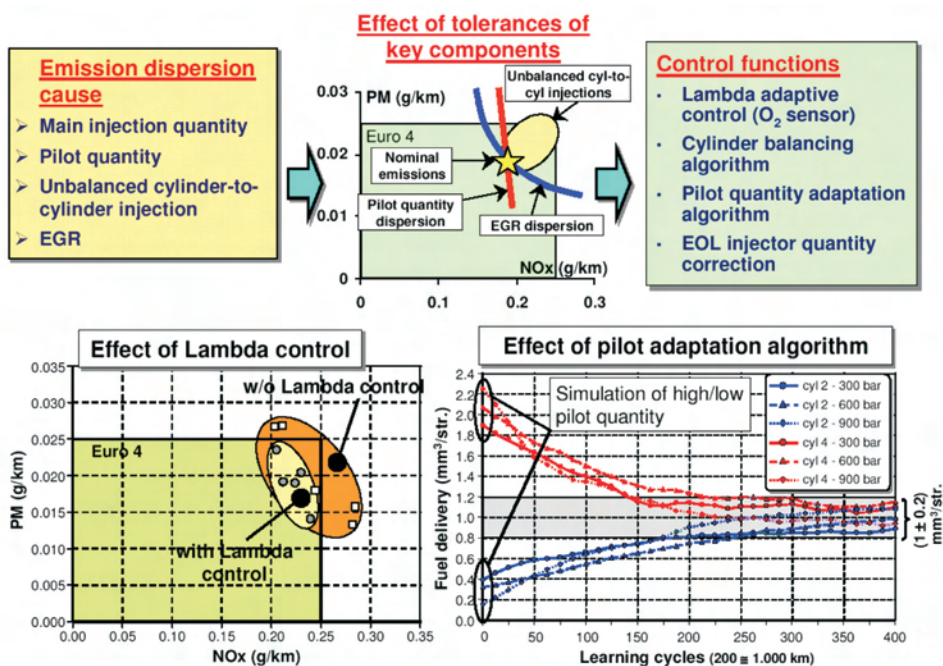 Emission dispersion
cause
➢ Main injection quantity
➢ Pilot quantity
➢ Unbalanced cylinder-to-
cylinder injection
➢ EGR
Effect of tolerances of
key components
PM (g/km)
Unbalanced cyl-to-
cyl injections
Euro 4
Nominal
emissions
Pilot quantity
dispersion
EGR dispersion
NOx (g/km)
0.03
0.02
0.01
0
0
0.1
0.2
0.3
Control functions
• Lambda adaptive
control (O₂ sensor)
• Cylinder balancing
algorithm
• Pilot quantity
adaptation
algorithm
• EOL injector quantity
correction
Effect of Lambda control
w/o Lambda control
Euro 4
with Lambda
control
PM (g/km)
0.035
0.030
0.025
0.020
0.015
0.010
0.005
0.000
0.00 0.05 0.10 0.15 0.20 0.25 0.30 0.35
NOx (g/km)
Effect of pilot adaptation algorithm
Simulation of high/low
pilot quantity
cyl 2 - 300 bar
cyl 2 - 600 bar
cyl 2 - 900 bar
cyl 4 - 300 bar
cyl 4 - 600 bar
cyl 4 - 900 bar
Fuel delivery (mm³/str.)
2.4
2.2
2.0
1.8
1.6
1.4
1.2
1.0
0.8
0.6
0.4
0.2
0.0
(1 ± 0.2)
mm³/str.
0 50 100 150 200 250 300 350 400
Learning cycles (200 ≅ 1.000 km)